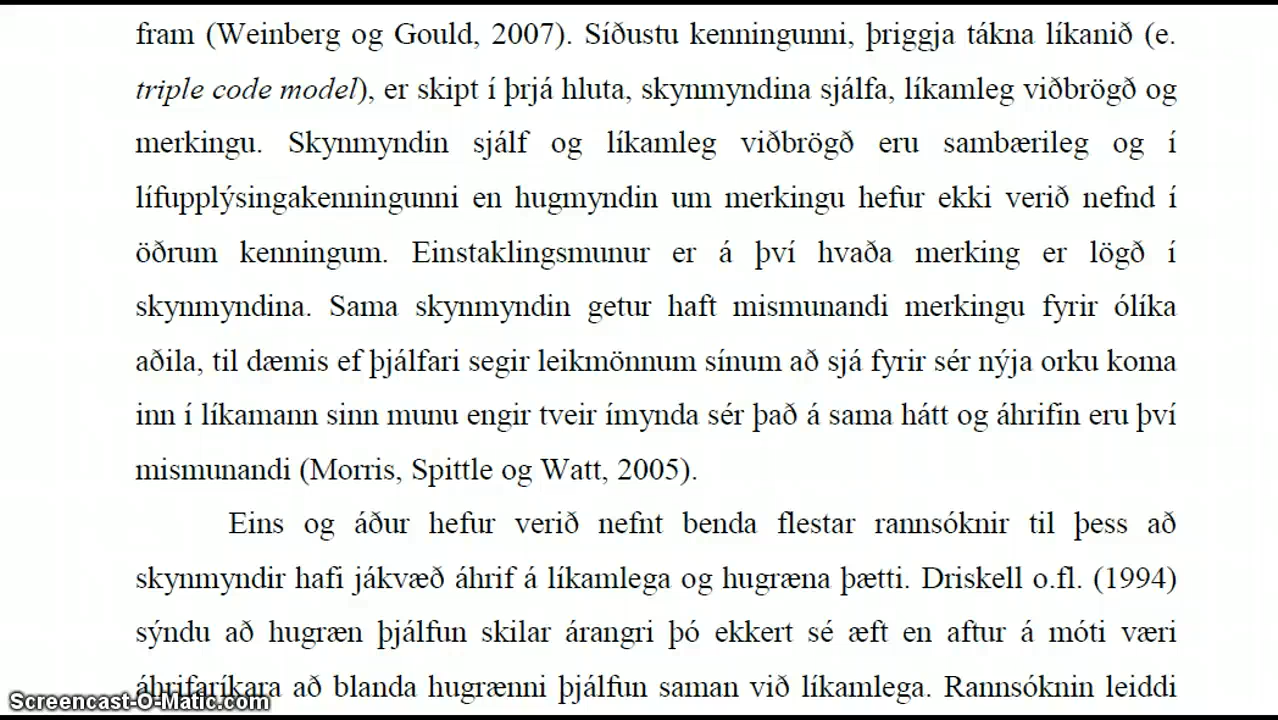 fram (Weinberg og Gould, 2007). Síðustu kenningunni, þriggja tákna líkanið (e.
triple code model), er skipt í þrjá hluta, skynmyndina sjálfa, líkamleg viðbrögð og
merkingu. Skynmyndin sjálf og líkamleg viðbrögð eru sambærileg og í
lífupplýsingakenningunni en hugmyndin um merkingu hefur ekki verið nefnd í
öðrum kenningum. Einstaklingsmunur er á því hvaða merking er lögð í
skynmyndina. Sama skynmyndin getur haft mismunandi merkingu fyrir ólíka
aðila, til dæmis ef þjálfari segir leikmönnum sínum að sjá fyrir sér nýja orku koma
inn í líkamann sinn munu engir tveir ímynda sér það á sama hátt og áhrifin eru því
mismunandi (Morris, Spittle og Watt, 2005).
Eins og áður hefur verið nefnt benda flestar rannsóknir til þess að
skynmyndir hafi jákvæð áhrif á líkamlega og hugræna þætti. Driskell o.fl. (1994)
sýndu að hugræn þjálfun skilar árangri þó ekkert sé æft en aftur á móti væri
áhrifaríkara að blanda hugrænni þjálfun saman við líkamlega. Rannsóknin leiddi
Screencast-O-Matic.com